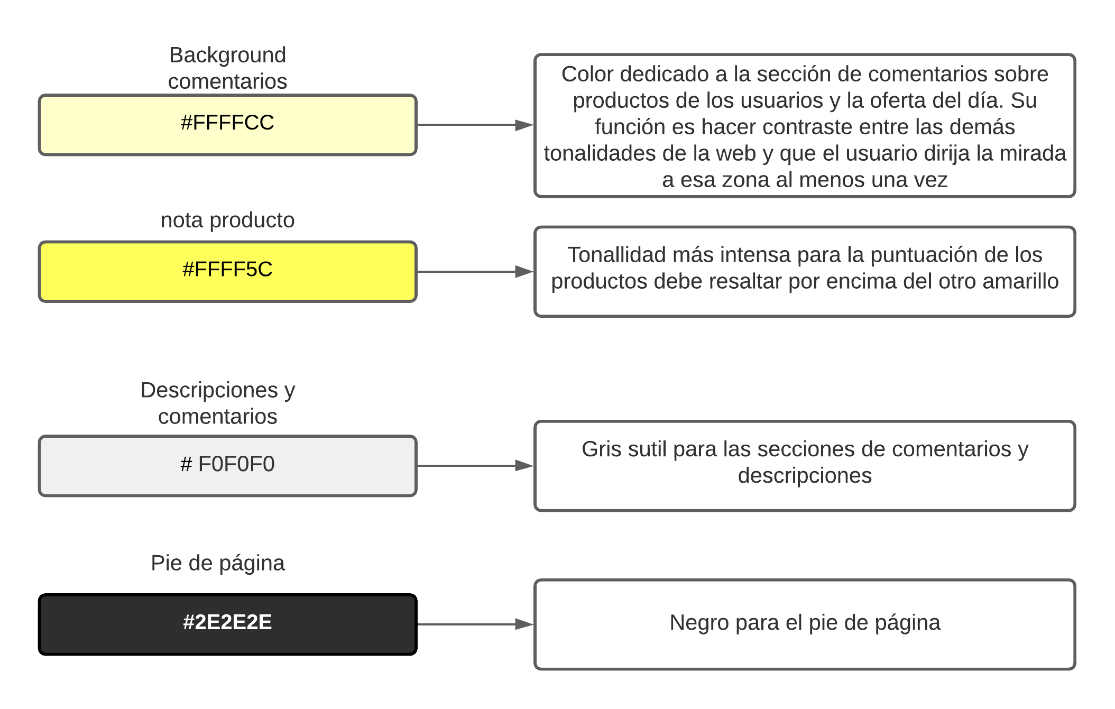 Background
comentarios
#FFFFCC
Color dedicado a la sección de comentarios sobre
productos de los usuarios y la oferta del día. Su
función es hacer contraste entre las demás
tonalidades de la web y que el usuario dirija la mirada
a esa zona al menos una vez
nota producto
#FFFF5C
Tonallidad más intensa para la puntuación de los
productos debe resaltar por encima del otro amarillo
Descripciones y
comentarios
# F0F0F0
Gris sutil para las secciones de comentarios y
descripciones
Pie de página
#2E2E2E
Negro para el pie de página